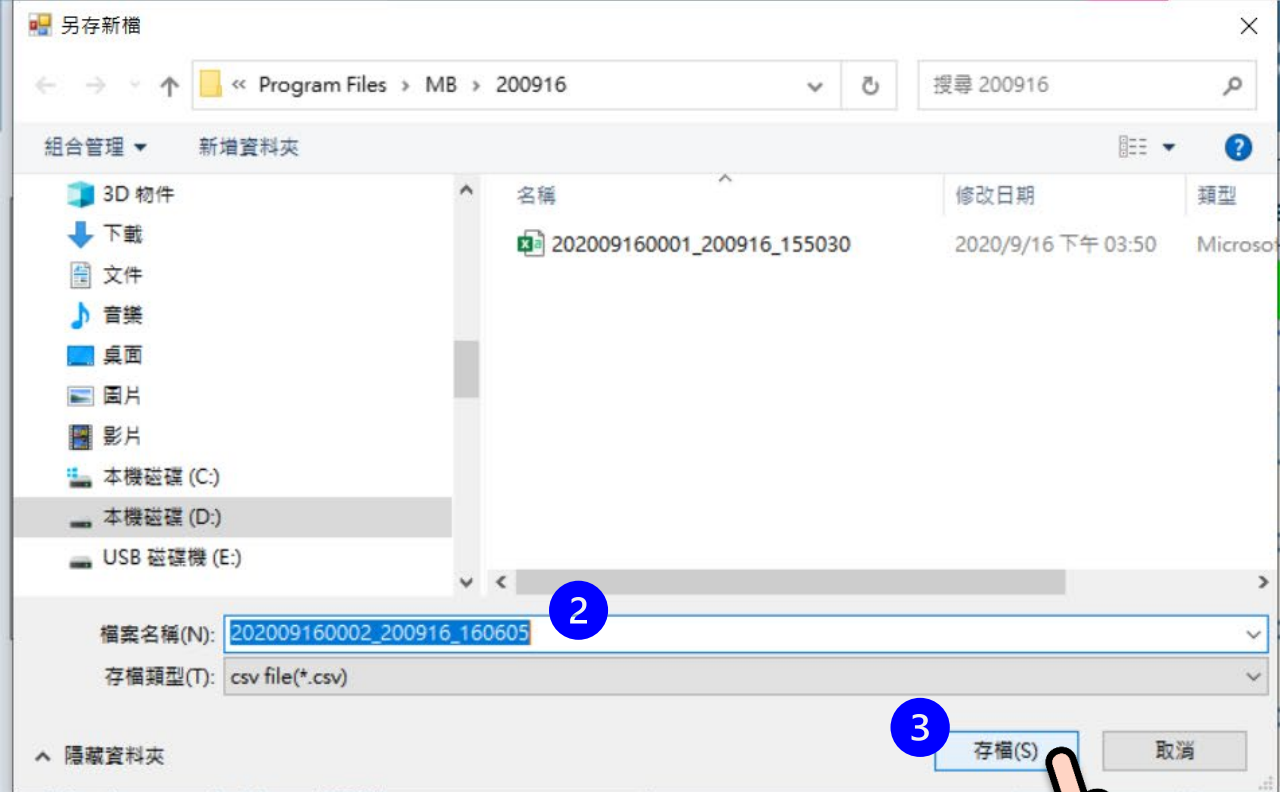 另存新檔
« Program Files › MB › 200916
搜尋 200916
組合管理 新增資料夾
名稱 修改日期 類型
3D 物件
202009160001_200916_155030 2020/9/16 下午 03:50 Microsof
下載
文件
音樂
桌面
圖片
影片
本機磁碟 (C:)
本機磁碟 (D:)
USB 磁碟機 (E:)
2
檔案名稱(N): 202009160002_200916_160605
存檔類型(T): csv file(*.csv)
3
隱藏資料夾
存檔(S) 取消